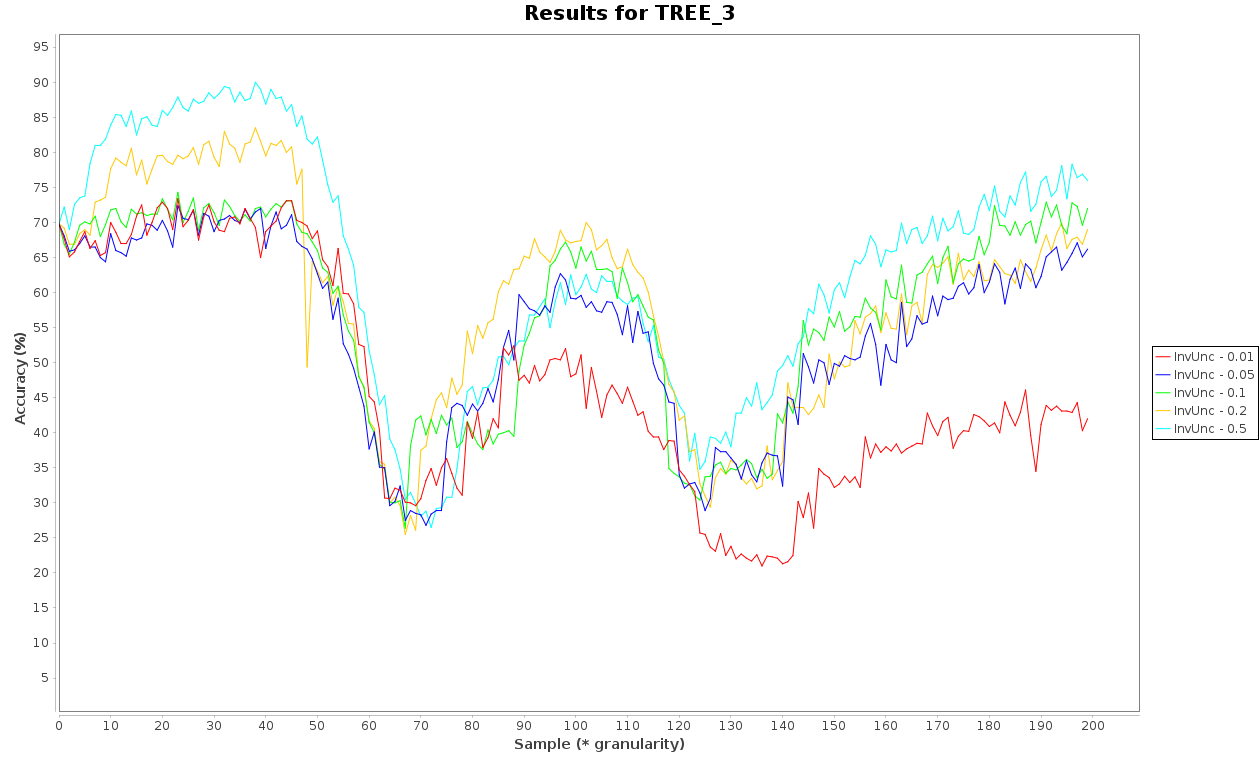 Results for TREE_3
Accuracy (%)
95
90
85
80
75
70
65
60
55
50
45
40
35
30
25
20
15
10
5
0 10 20 30 40 50 60 70 80 90 100 110 120 130 140 150 160 170 180 190 200
Sample (* granularity)
InvUnc - 0.01
InvUnc - 0.05
InvUnc - 0.1
InvUnc - 0.2
InvUnc - 0.5